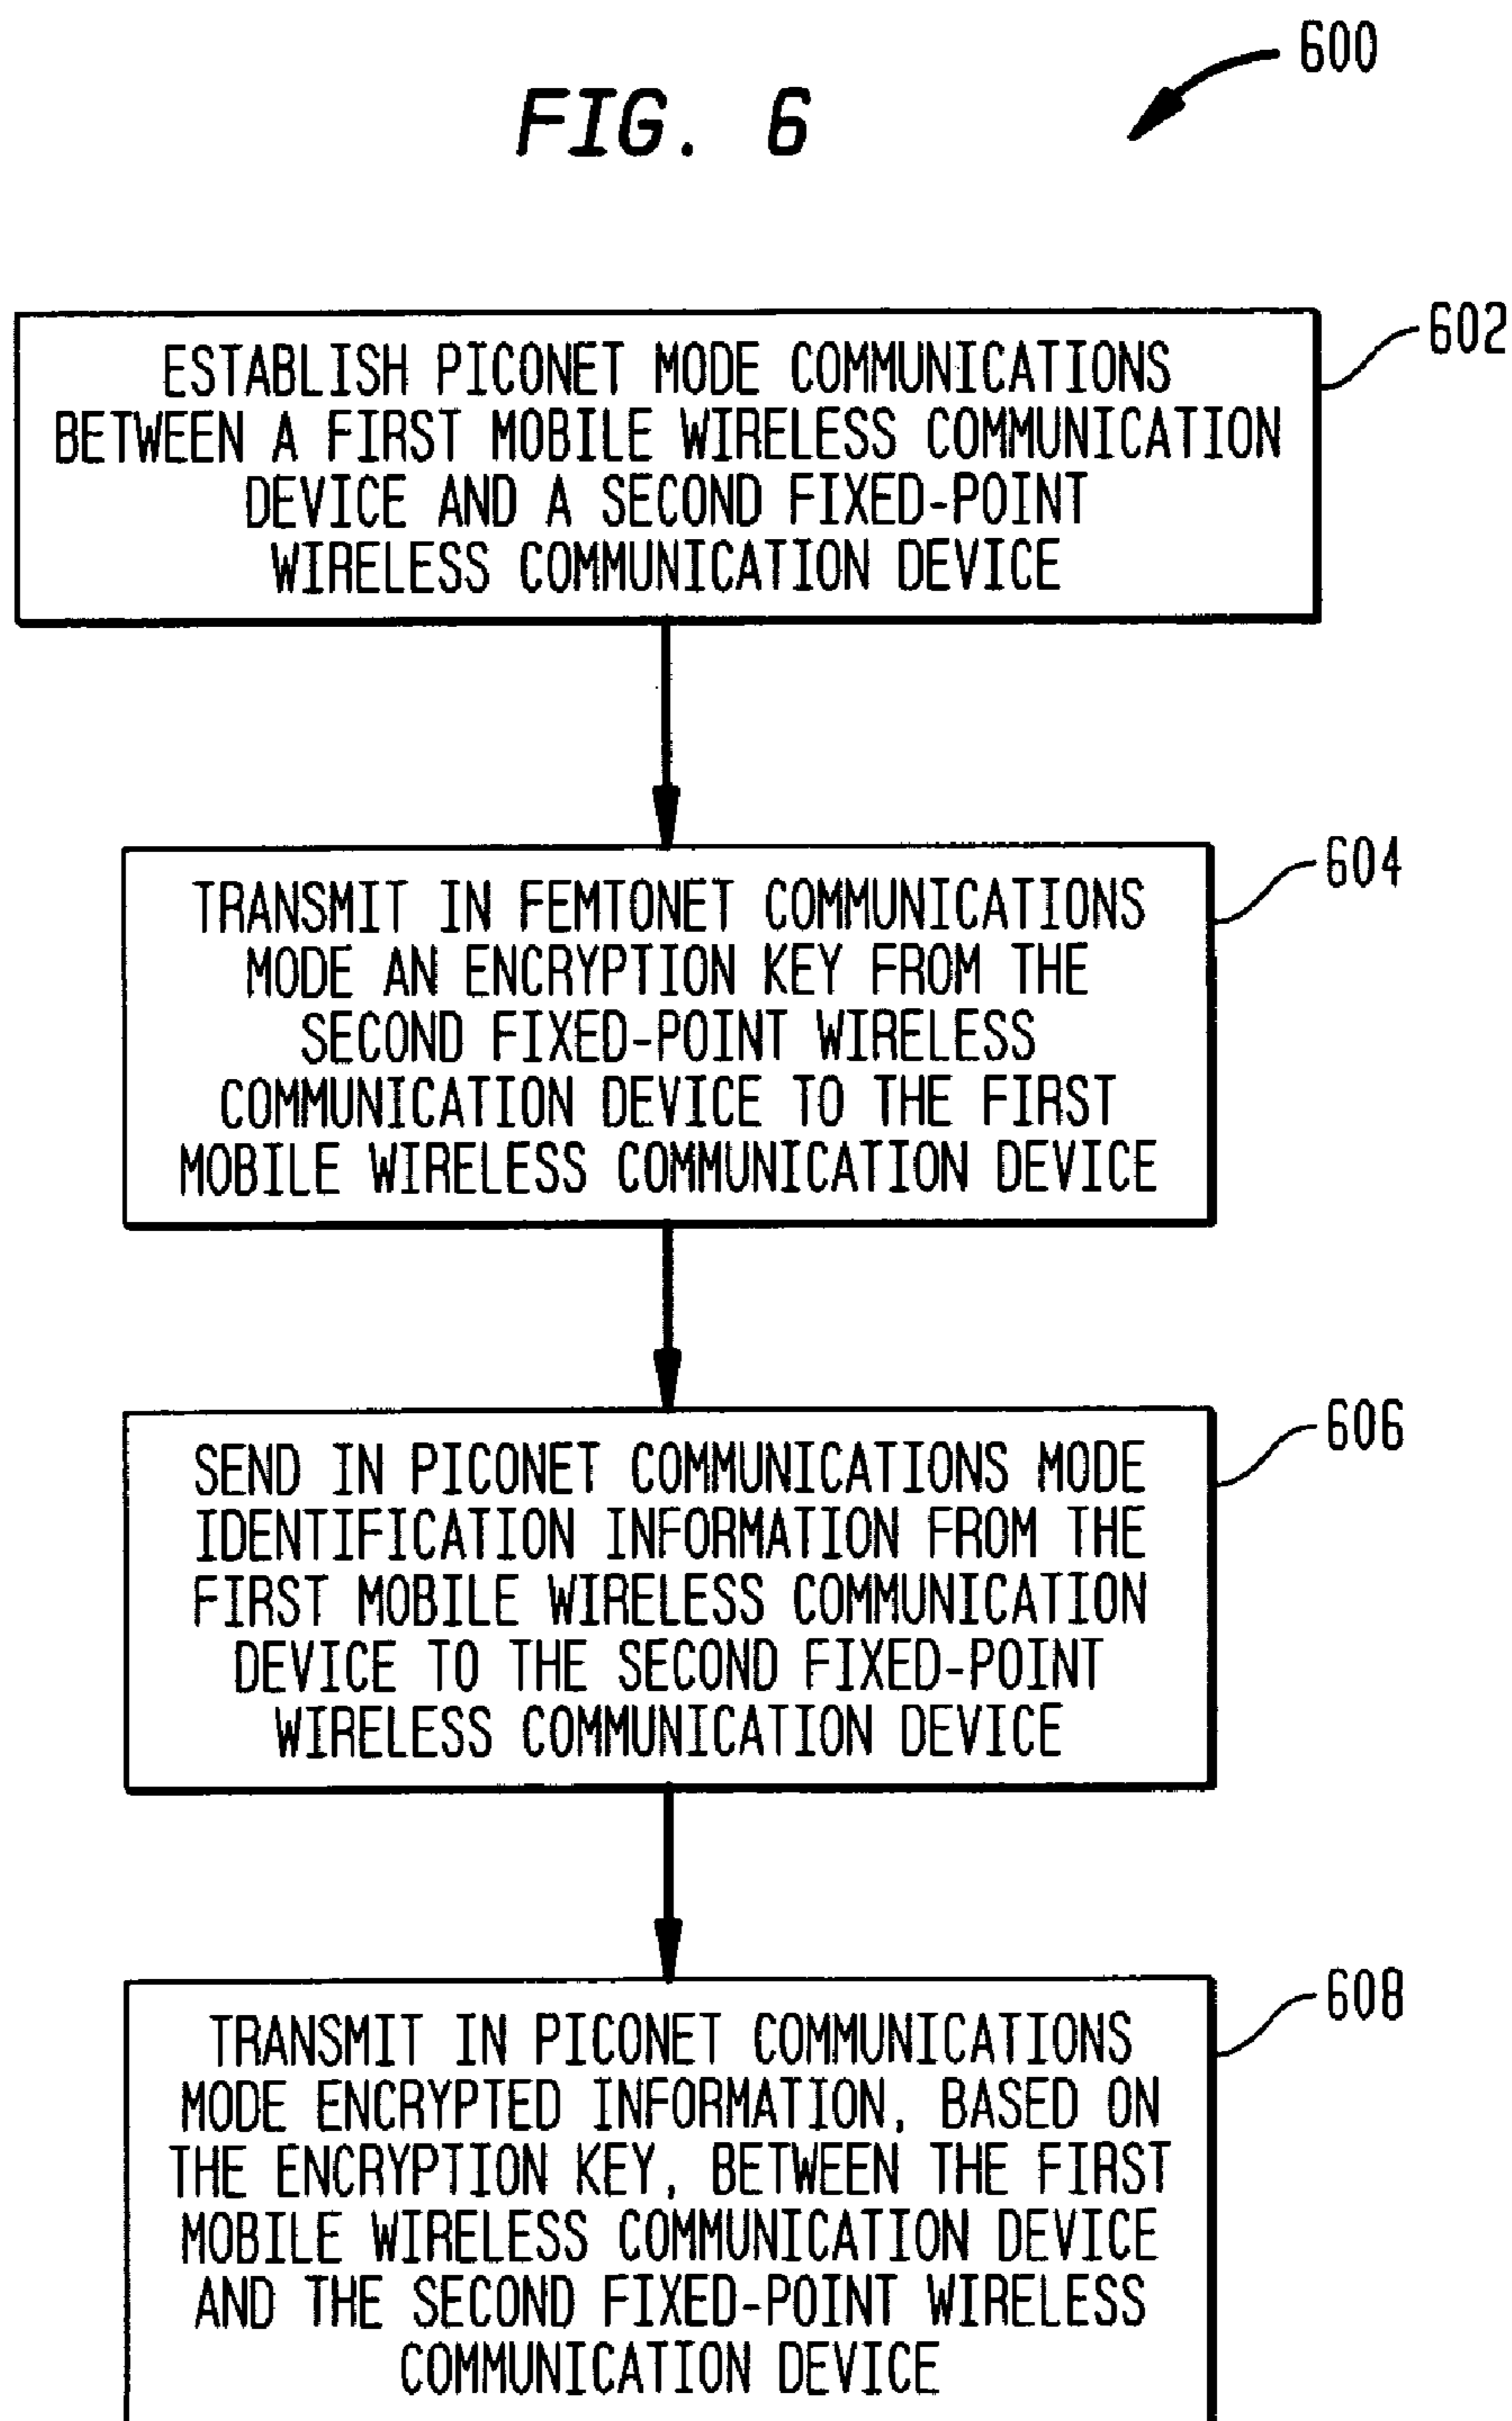 FIG. 6
600
602
ESTABLISH PICONET MODE COMMUNICATIONS
BETWEEN A FIRST MOBILE WIRELESS COMMUNICATION
DEVICE AND A SECOND FIXED-POINT
WIRELESS COMMUNICATION DEVICE
604
TRANSMIT IN FEMTONET COMMUNICATIONS
MODE AN ENCRYPTION KEY FROM THE
SECOND FIXED-POINT WIRELESS
COMMUNICATION DEVICE TO THE FIRST
MOBILE WIRELESS COMMUNICATION DEVICE
606
SEND IN PICONET COMMUNICATIONS MODE
IDENTIFICATION INFORMATION FROM THE
FIRST MOBILE WIRELESS COMMUNICATION
DEVICE TO THE SECOND FIXED-POINT
WIRELESS COMMUNICATION DEVICE
608
TRANSMIT IN PICONET COMMUNICATIONS
MODE ENCRYPTED INFORMATION, BASED ON
THE ENCRYPTION KEY, BETWEEN THE FIRST
MOBILE WIRELESS COMMUNICATION DEVICE
AND THE SECOND FIXED-POINT WIRELESS
COMMUNICATION DEVICE